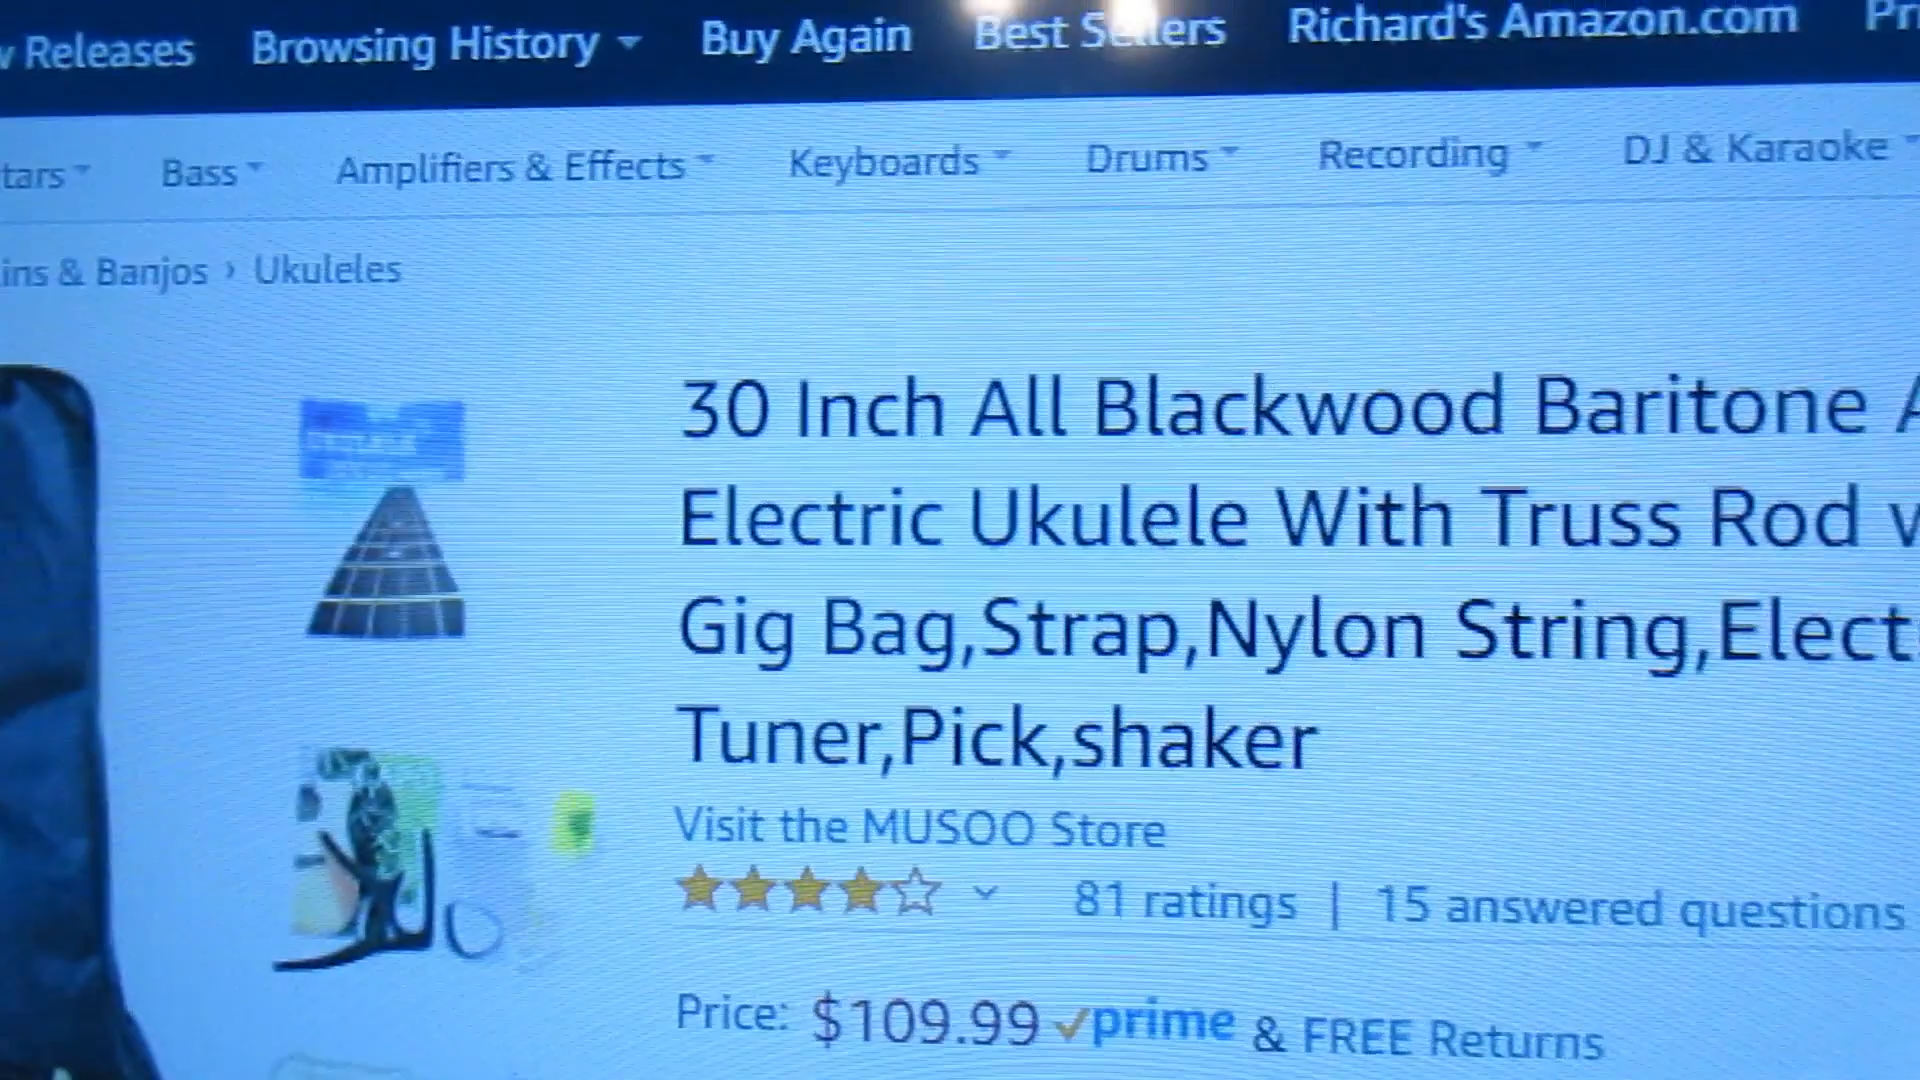 Releases Browsing History Buy Again Best Sellers Richard's Amazon.com
Bass Amplifiers & Effects Keyboards Drums Recording DJ & Karaoke
& Banjos › Ukuleles
30 Inch All Blackwood Baritone
Electric Ukulele With Truss Rod
Gig Bag,Strap,Nylon String,Elect
Tuner,Pick,shaker
Visit the MUSOO Store
81 ratings | 15 answered questions
Price: $109.99 prime & FREE Returns